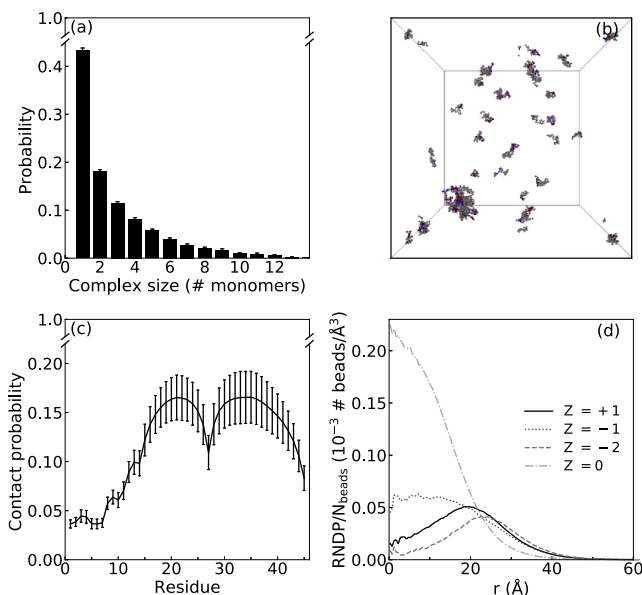 1.0
(a)
0.4
0.3
0.2
0.1
0.0
Probability
0 2 4 6 8 10 12
Complex size (# monomers)
(b)
1.0
(c)
0.20
0.15
0.10
0.05
0.00
Contact probability
0 10 20 30 40
Residue
(d)
0.20
0.15
0.10
0.05
0.00
RNDP/Nbeads (10⁻³ # beads/Å³)
Z = +1
Z = −1
Z = −2
Z = 0
0 20 40 60
r (Å)